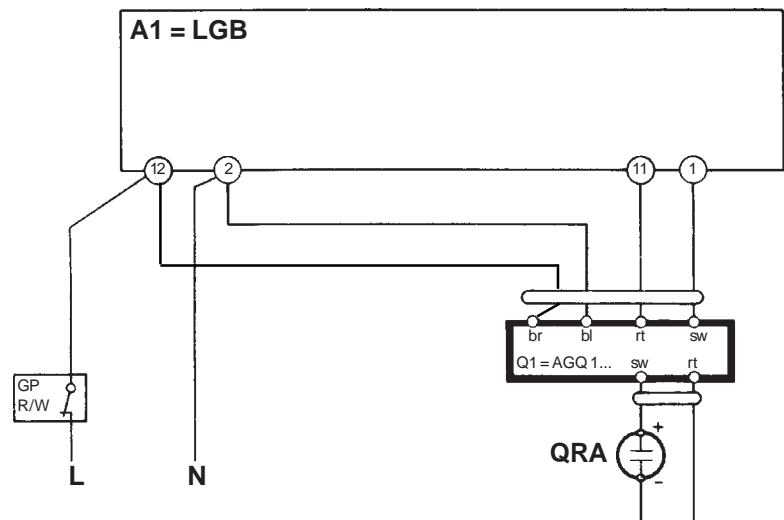 A1 = LGB
12 2 11 1
br bl rt sw
Q1 = AGQ 1... sw rt
GP
R/W
+
QRA
-
L N